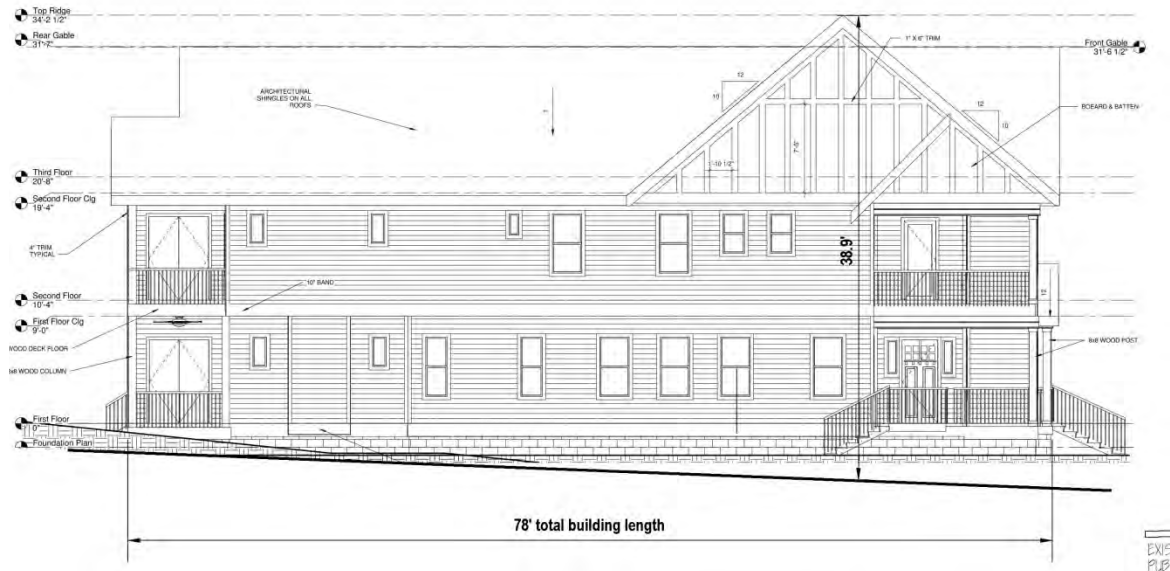 Top Ridge
34'-2 1/2"
Rear Gable
31'-7"
Front Gable
31'-6 1/2"
1" X 6" TRIM
12
10
12
10
ARCHITECTURAL
SHINGLES ON ALL
ROOFS
BOEARD & BATTEN
7'-5"
-10 1/2"
Third Floor
20'-8"
Second Floor Clg
19'-4"
4" TRIM
TYPICAL
38.9'
Second Floor
10'-4"
10" BAND
12
First Floor Clg
9'-0"
WOOD DECK FLOOR
8x8 WOOD POST
x8 WOOD COLUMN
First Floor
0"
Foundation Plan
78' total building length
EXIS
PUB